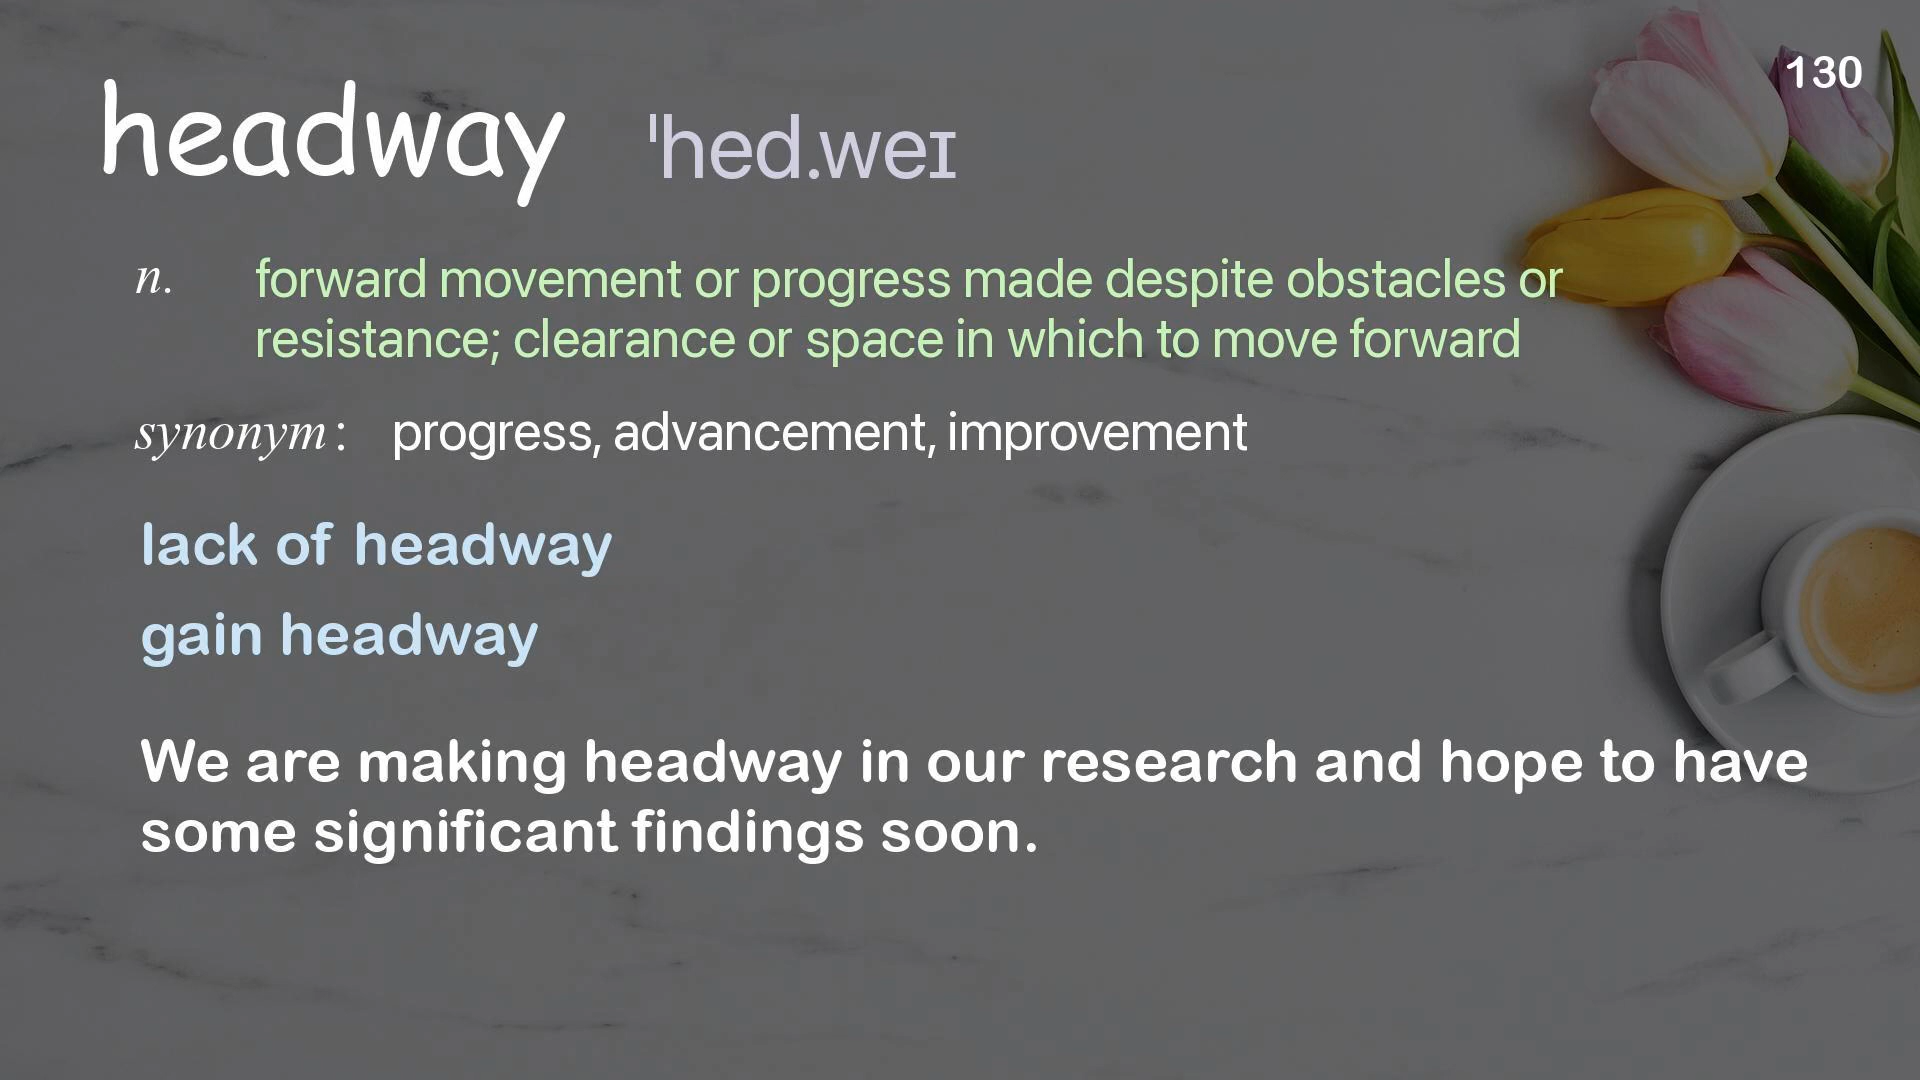 130
headway ˈhed.weɪ
n. forward movement or progress made despite obstacles or
resistance; clearance or space in which to move forward
synonym: progress, advancement, improvement
lack of headway
gain headway
We are making headway in our research and hope to have
some significant findings soon.